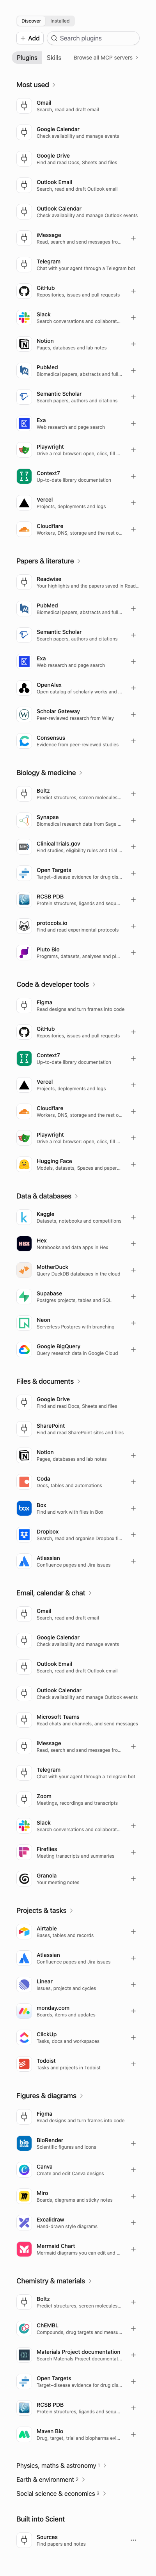 Discover Installed
+ Add Search plugins
Plugins Skills Browse all MCP servers >
Most used >
Gmail
Search, read and draft email
Google Calendar
Check availability and manage events
Google Drive
Find and read Docs, Sheets and files
Outlook Email
Search, read and draft Outlook email
Outlook Calendar
Check availability and manage Outlook events
iMessage
Read, search and send messages fro...
Telegram
Chat with your agent through a Telegram bot
GitHub
Repositories, issues and pull requests
Slack
Search conversations and collaborat...
Notion
Pages, databases and lab notes
PubMed
Biomedical papers, abstracts and full...
Semantic Scholar
Search papers, authors and citations
Exa
Web research and page search
Playwright
Drive a real browser: open, click, fill ...
Context7
Up-to-date library documentation
Vercel
Projects, deployments and logs
Cloudflare
Workers, DNS, storage and the rest o...
Papers & literature >
Readwise
Your highlights and the papers saved in Read...
PubMed
Biomedical papers, abstracts and full...
Semantic Scholar
Search papers, authors and citations
Exa
Web research and page search
OpenAlex
Open catalog of scholarly works and ...
Scholar Gateway
Peer-reviewed research from Wiley
Consensus
Evidence from peer-reviewed studies
Biology & medicine >
Boltz
Predict structures, screen molecules...
Synapse
Biomedical research data from Sage ...
ClinicalTrials.gov
Find studies, eligibility rules and trial ...
Open Targets
Target–disease evidence for drug dis...
RCSB PDB
Protein structures, ligands and sequ...
protocols.io
Find and read experimental protocols
Pluto Bio
Programs, datasets, analyses and pl...
Code & developer tools >
Figma
Read designs and turn frames into code
GitHub
Repositories, issues and pull requests
Context7
Up-to-date library documentation
Vercel
Projects, deployments and logs
Cloudflare
Workers, DNS, storage and the rest o...
Playwright
Drive a real browser: open, click, fill ...
Hugging Face
Models, datasets, Spaces and paper...
Data & databases >
Kaggle
Datasets, notebooks and competitions
HEX
Hex
Notebooks and data apps in Hex
MotherDuck
Query DuckDB databases in the cloud
Supabase
Postgres projects, tables and SQL
Neon
Serverless Postgres with branching
Google BigQuery
Query research data in Google Cloud
Files & documents >
Google Drive
Find and read Docs, Sheets and files
SharePoint
Find and read SharePoint sites and files
Notion
Pages, databases and lab notes
Coda
Docs, tables and automations
box
Box
Find and work with files in Box
Dropbox
Search, read and organise Dropbox fi...
Atlassian
Confluence pages and Jira issues
Email, calendar & chat >
Gmail
Search, read and draft email
Google Calendar
Check availability and manage events
Outlook Email
Search, read and draft Outlook email
Outlook Calendar
Check availability and manage Outlook events
Microsoft Teams
Read chats and channels, and send messages
iMessage
Read, search and send messages fro...
Telegram
Chat with your agent through a Telegram bot
Zoom
Meetings, recordings and transcripts
Slack
Search conversations and collaborat...
Fireflies
Meeting transcripts and summaries
Granola
Your meeting notes
Projects & tasks >
Airtable
Bases, tables and records
Atlassian
Confluence pages and Jira issues
Linear
Issues, projects and cycles
monday.com
Boards, items and updates
ClickUp
Tasks, docs and workspaces
Todoist
Tasks and projects in Todoist
Figures & diagrams >
Figma
Read designs and turn frames into code
bio
BioRender
Scientific figures and icons
Canva
Create and edit Canva designs
Miro
Boards, diagrams and sticky notes
Excalidraw
Hand-drawn style diagrams
Mermaid Chart
Mermaid diagrams you can edit and ...
Chemistry & materials >
Boltz
Predict structures, screen molecules...
ChEMBL
Compounds, drug targets and measu...
Materials Project documentation
Search Materials Project documentat...
Open Targets
Target–disease evidence for drug dis...
RCSB PDB
Protein structures, ligands and sequ...
Maven Bio
Drug, target, trial and biopharma evi...
Physics, maths & astronomy 1 >
Earth & environment 2 >
Social science & economics 3 >
Built into Scient
Sources
Find papers and notes